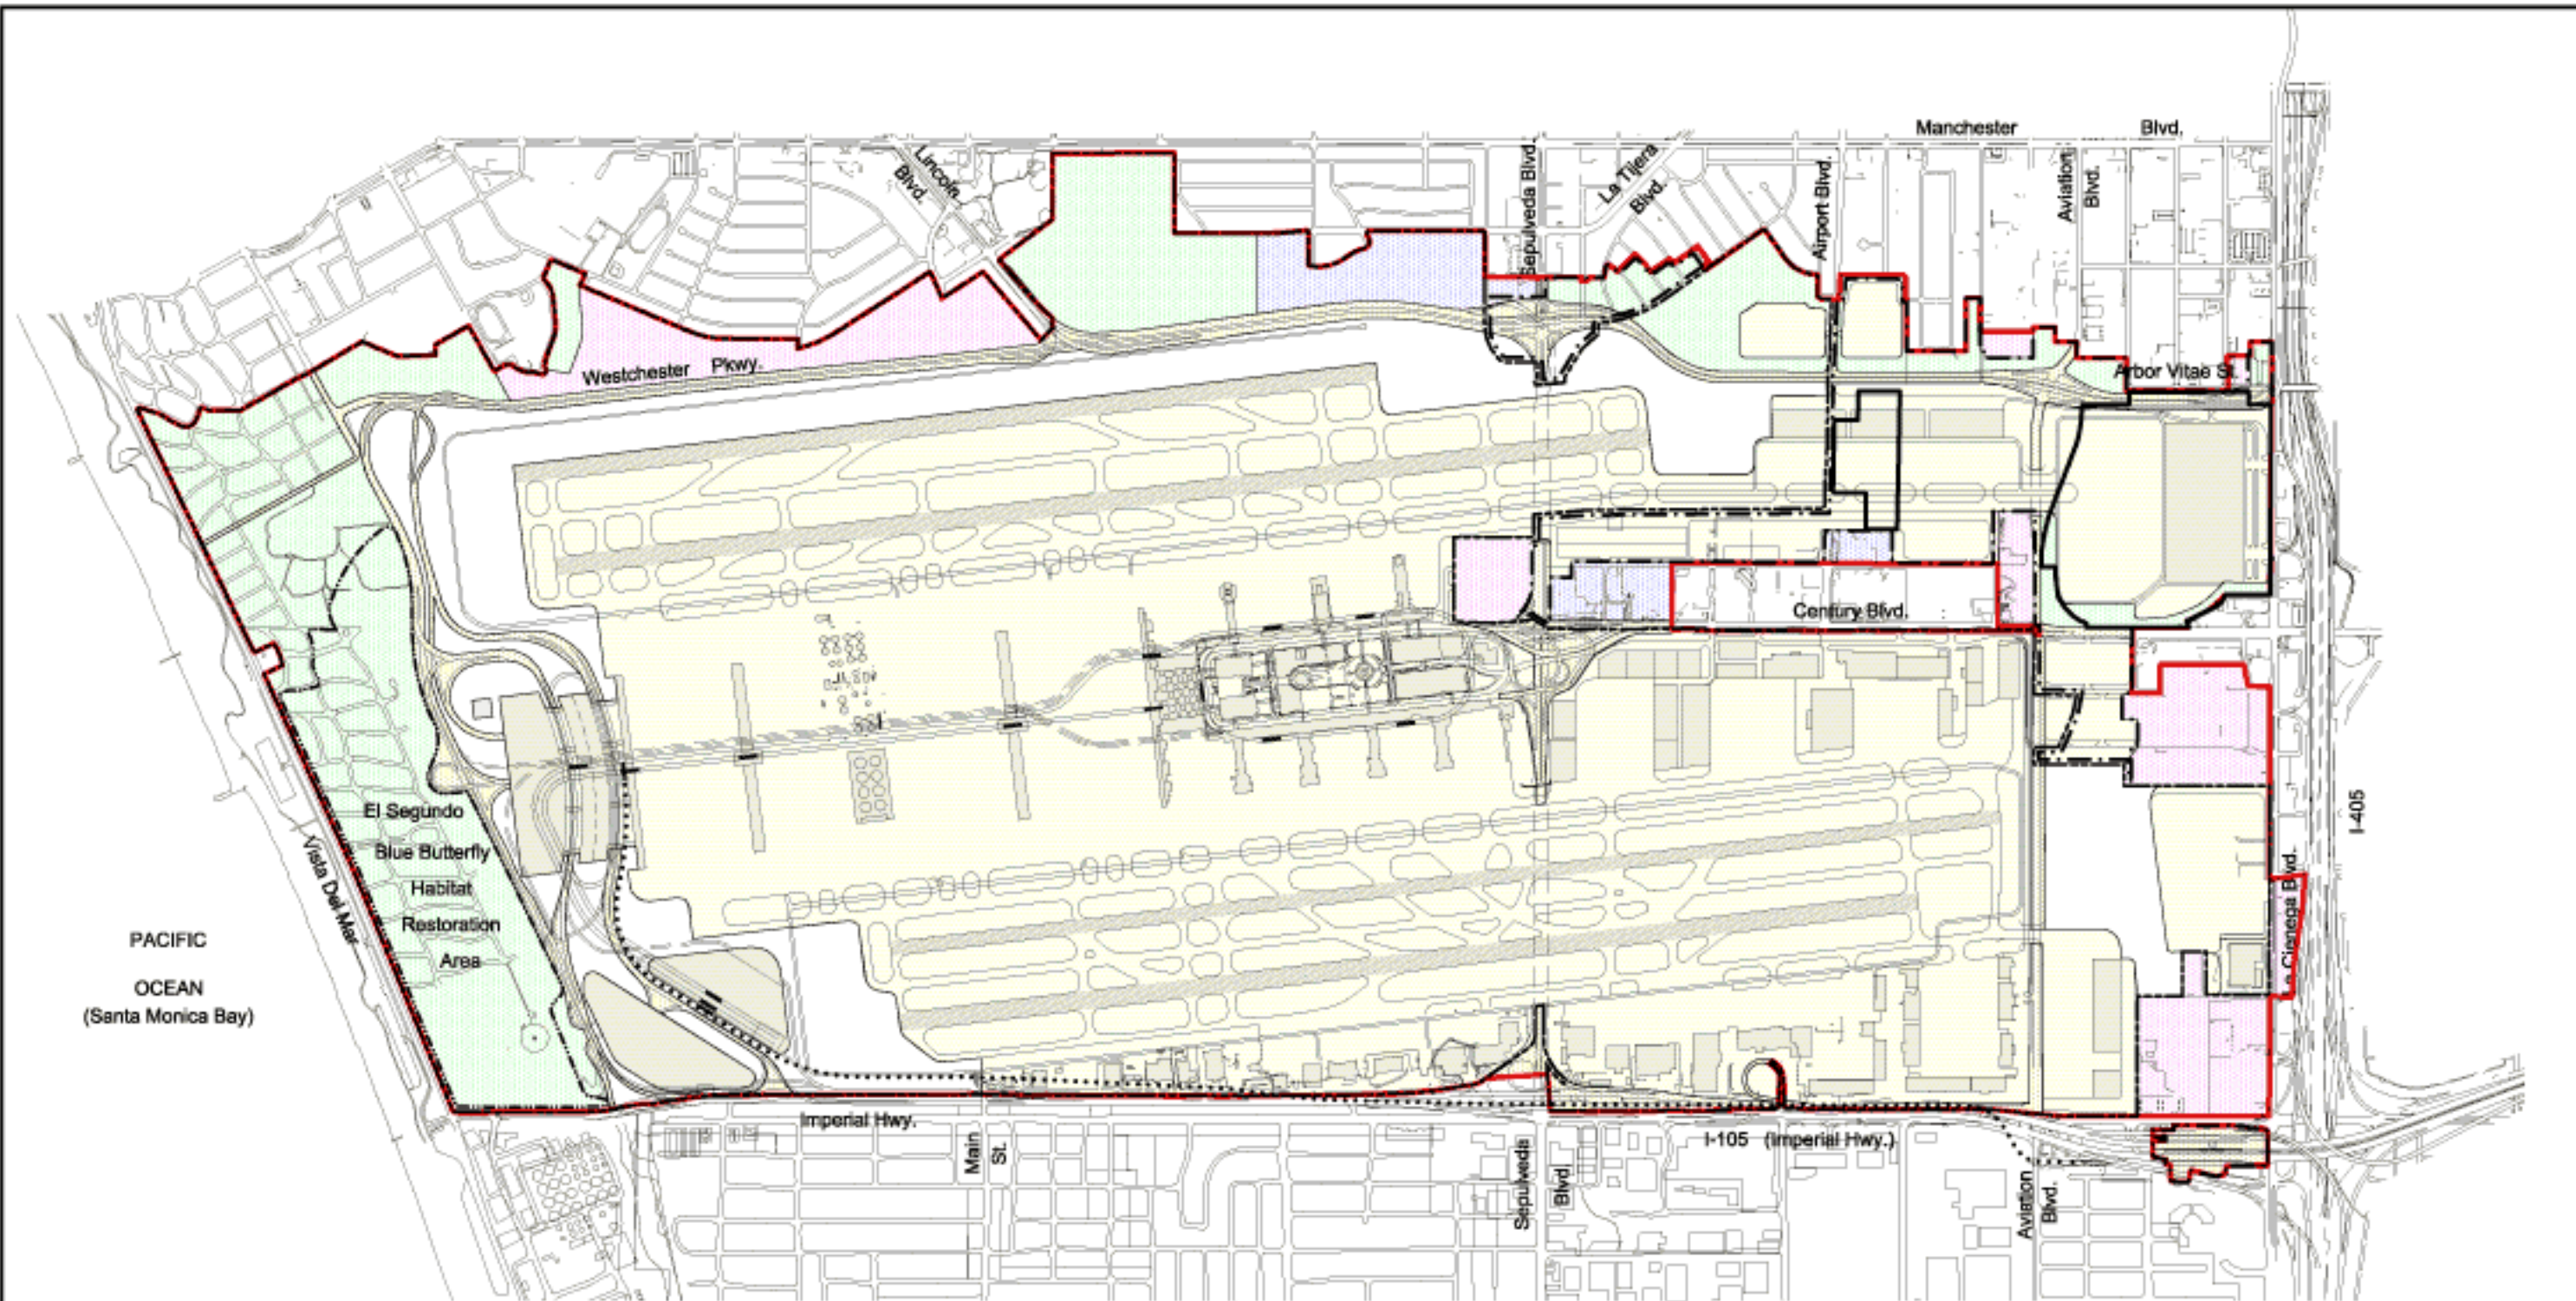 Manchester Blvd.
Lincoln
Blvd.
Sepulveda Blvd.
La Tijera
Blvd.
Airport Blvd.
Aviation
Blvd.
Westchester Pkwy.
Arbor Vitae St.
Century Blvd.
El Segundo
Blue Butterfly
Habitat
Restoration
Area
Vista Del Mar
I-405
La Cienega Blvd.
PACIFIC
OCEAN
(Santa Monica Bay)
Imperial Hwy.
Main
St.
Sepulveda
Blvd.
I-105 (Imperial Hwy.)
Aviation
Blvd.